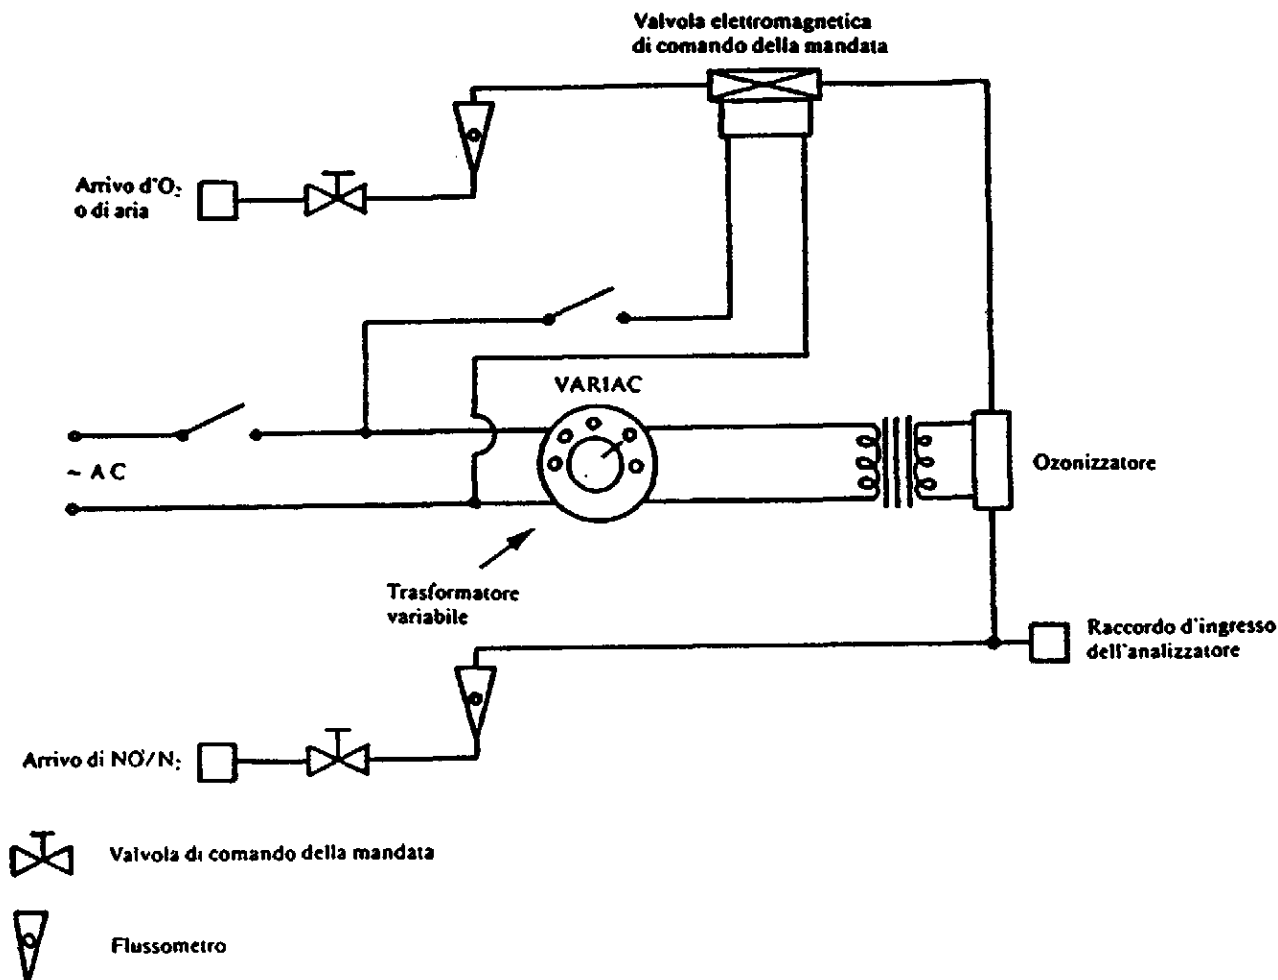 Valvola elettromagnetica
di comando della mandata
Arrivo d'O₂
o di aria
VARIAC
~ A C
Ozonizzatore
Trasformatore
variabile
Raccordo d'ingresso
dell'analizzatore
Arrivo di NO/N₂
Valvola di comando della mandata
Flussometro